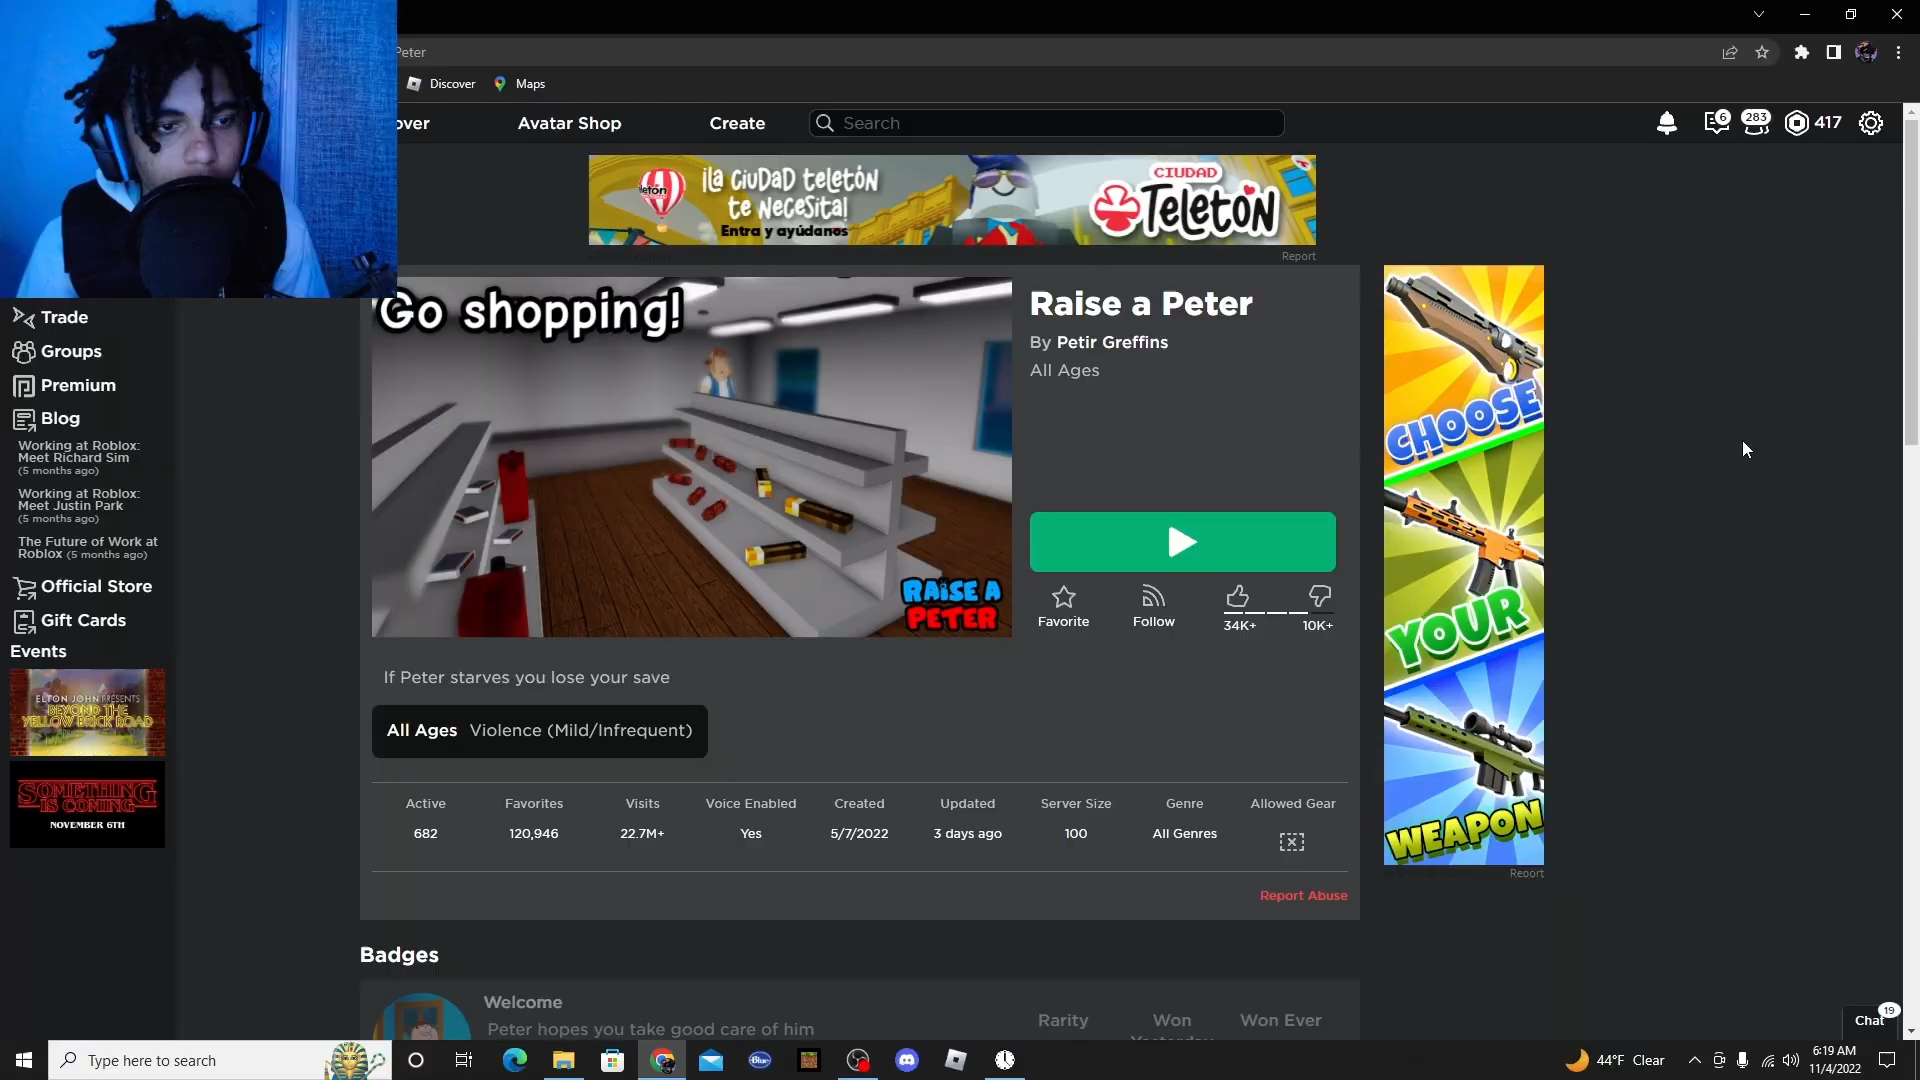 Peter
Discover
Maps
over
Avatar Shop
Create
Search
6
283
417
¡La Ciudad Teletón
te necesita!
Entra y ayúdanos
CIUDAD
Teletón
Report
Go shopping!
RAISE A
PETER
Raise a Peter
By Petir Greffins
All Ages
Favorite
Follow
34K+
10K+
CHOOSE
YOUR
WEAPON
Report
Trade
Groups
Premium
Blog
Working at Roblox:
Meet Richard Sim
(5 months ago)
Working at Roblox:
Meet Justin Park
(5 months ago)
The Future of Work at
Roblox (5 months ago)
Official Store
Gift Cards
Events
ELTON JOHN PRESENTS
BEYOND THE
YELLOW BRICK ROAD
SOMETHING
IS COMING
NOVEMBER 6TH
If Peter starves you lose your save
All Ages Violence (Mild/Infrequent)
Active Favorites Visits Voice Enabled Created Updated Server Size Genre Allowed Gear
682 120,946 22.7M+ Yes 5/7/2022 3 days ago 100 All Genres
Report Abuse
Badges
Welcome
Peter hopes you take good care of him
Rarity
Won
Yesterday
Won Ever
Chat
19
Type here to search
Blue
44°F Clear
6:19 AM
11/4/2022